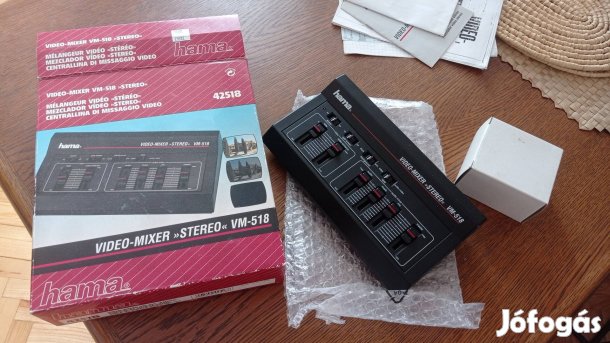 VIDEO-MIXER VM-518 »STEREO«
MÉLANGEUR VIDÉO »STÉRÉO«
MEZCLADOR VÍDEO »STEREO«
CENTRALLINA DI MISSAGGIO VIDEO
hama®
VIDEO-MIXER VM-518 »STEREO«
MÉLANGEUR VIDÉO »STÉRÉO«
MEZCLADOR VÍDEO »STEREO«
CENTRALLINA DI MISSAGGIO VIDEO
42518
hama
VIDEO-MIXER »STEREO« VM-518
VIDEO-MIXER »STEREO« VM-518
hama®
hama
VIDEO-MIXER »STEREO« VM-518
Jófogás